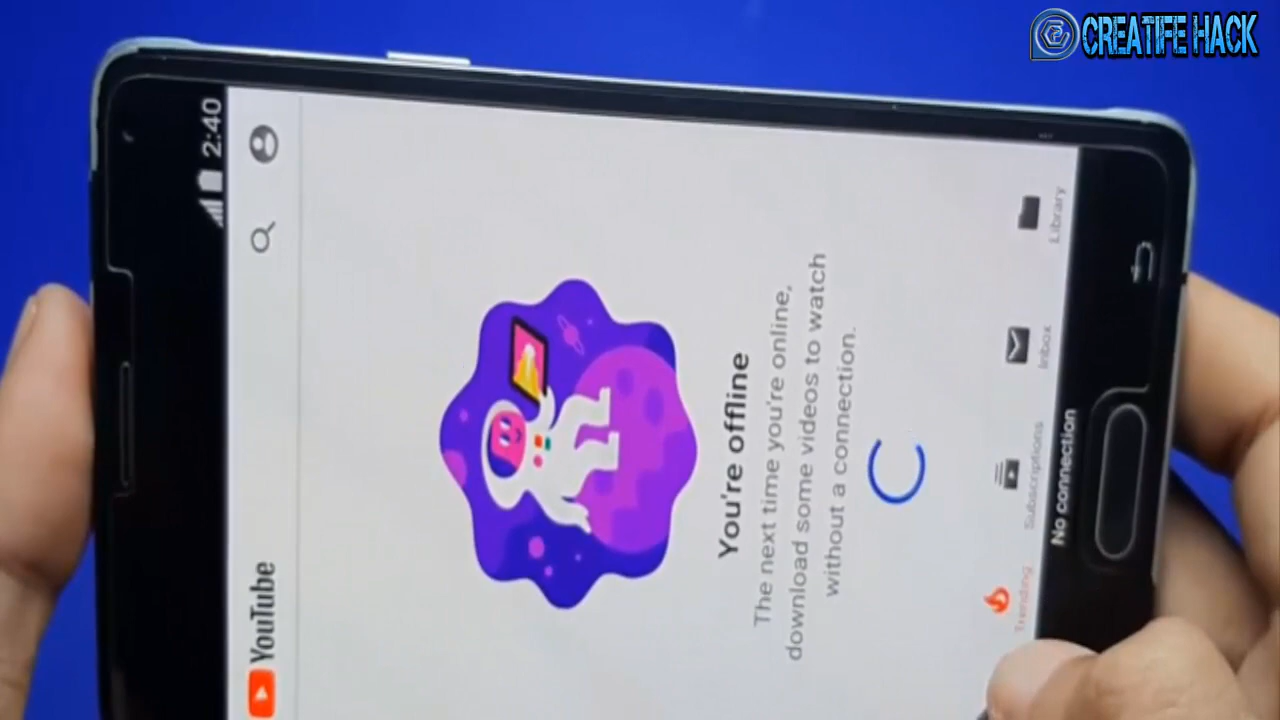 CREATIFE HACK
2:40
YouTube
You're offline
The next time you're online,
download some videos to watch
without a connection.
Trending
Subscriptions
Inbox
Library
No connection